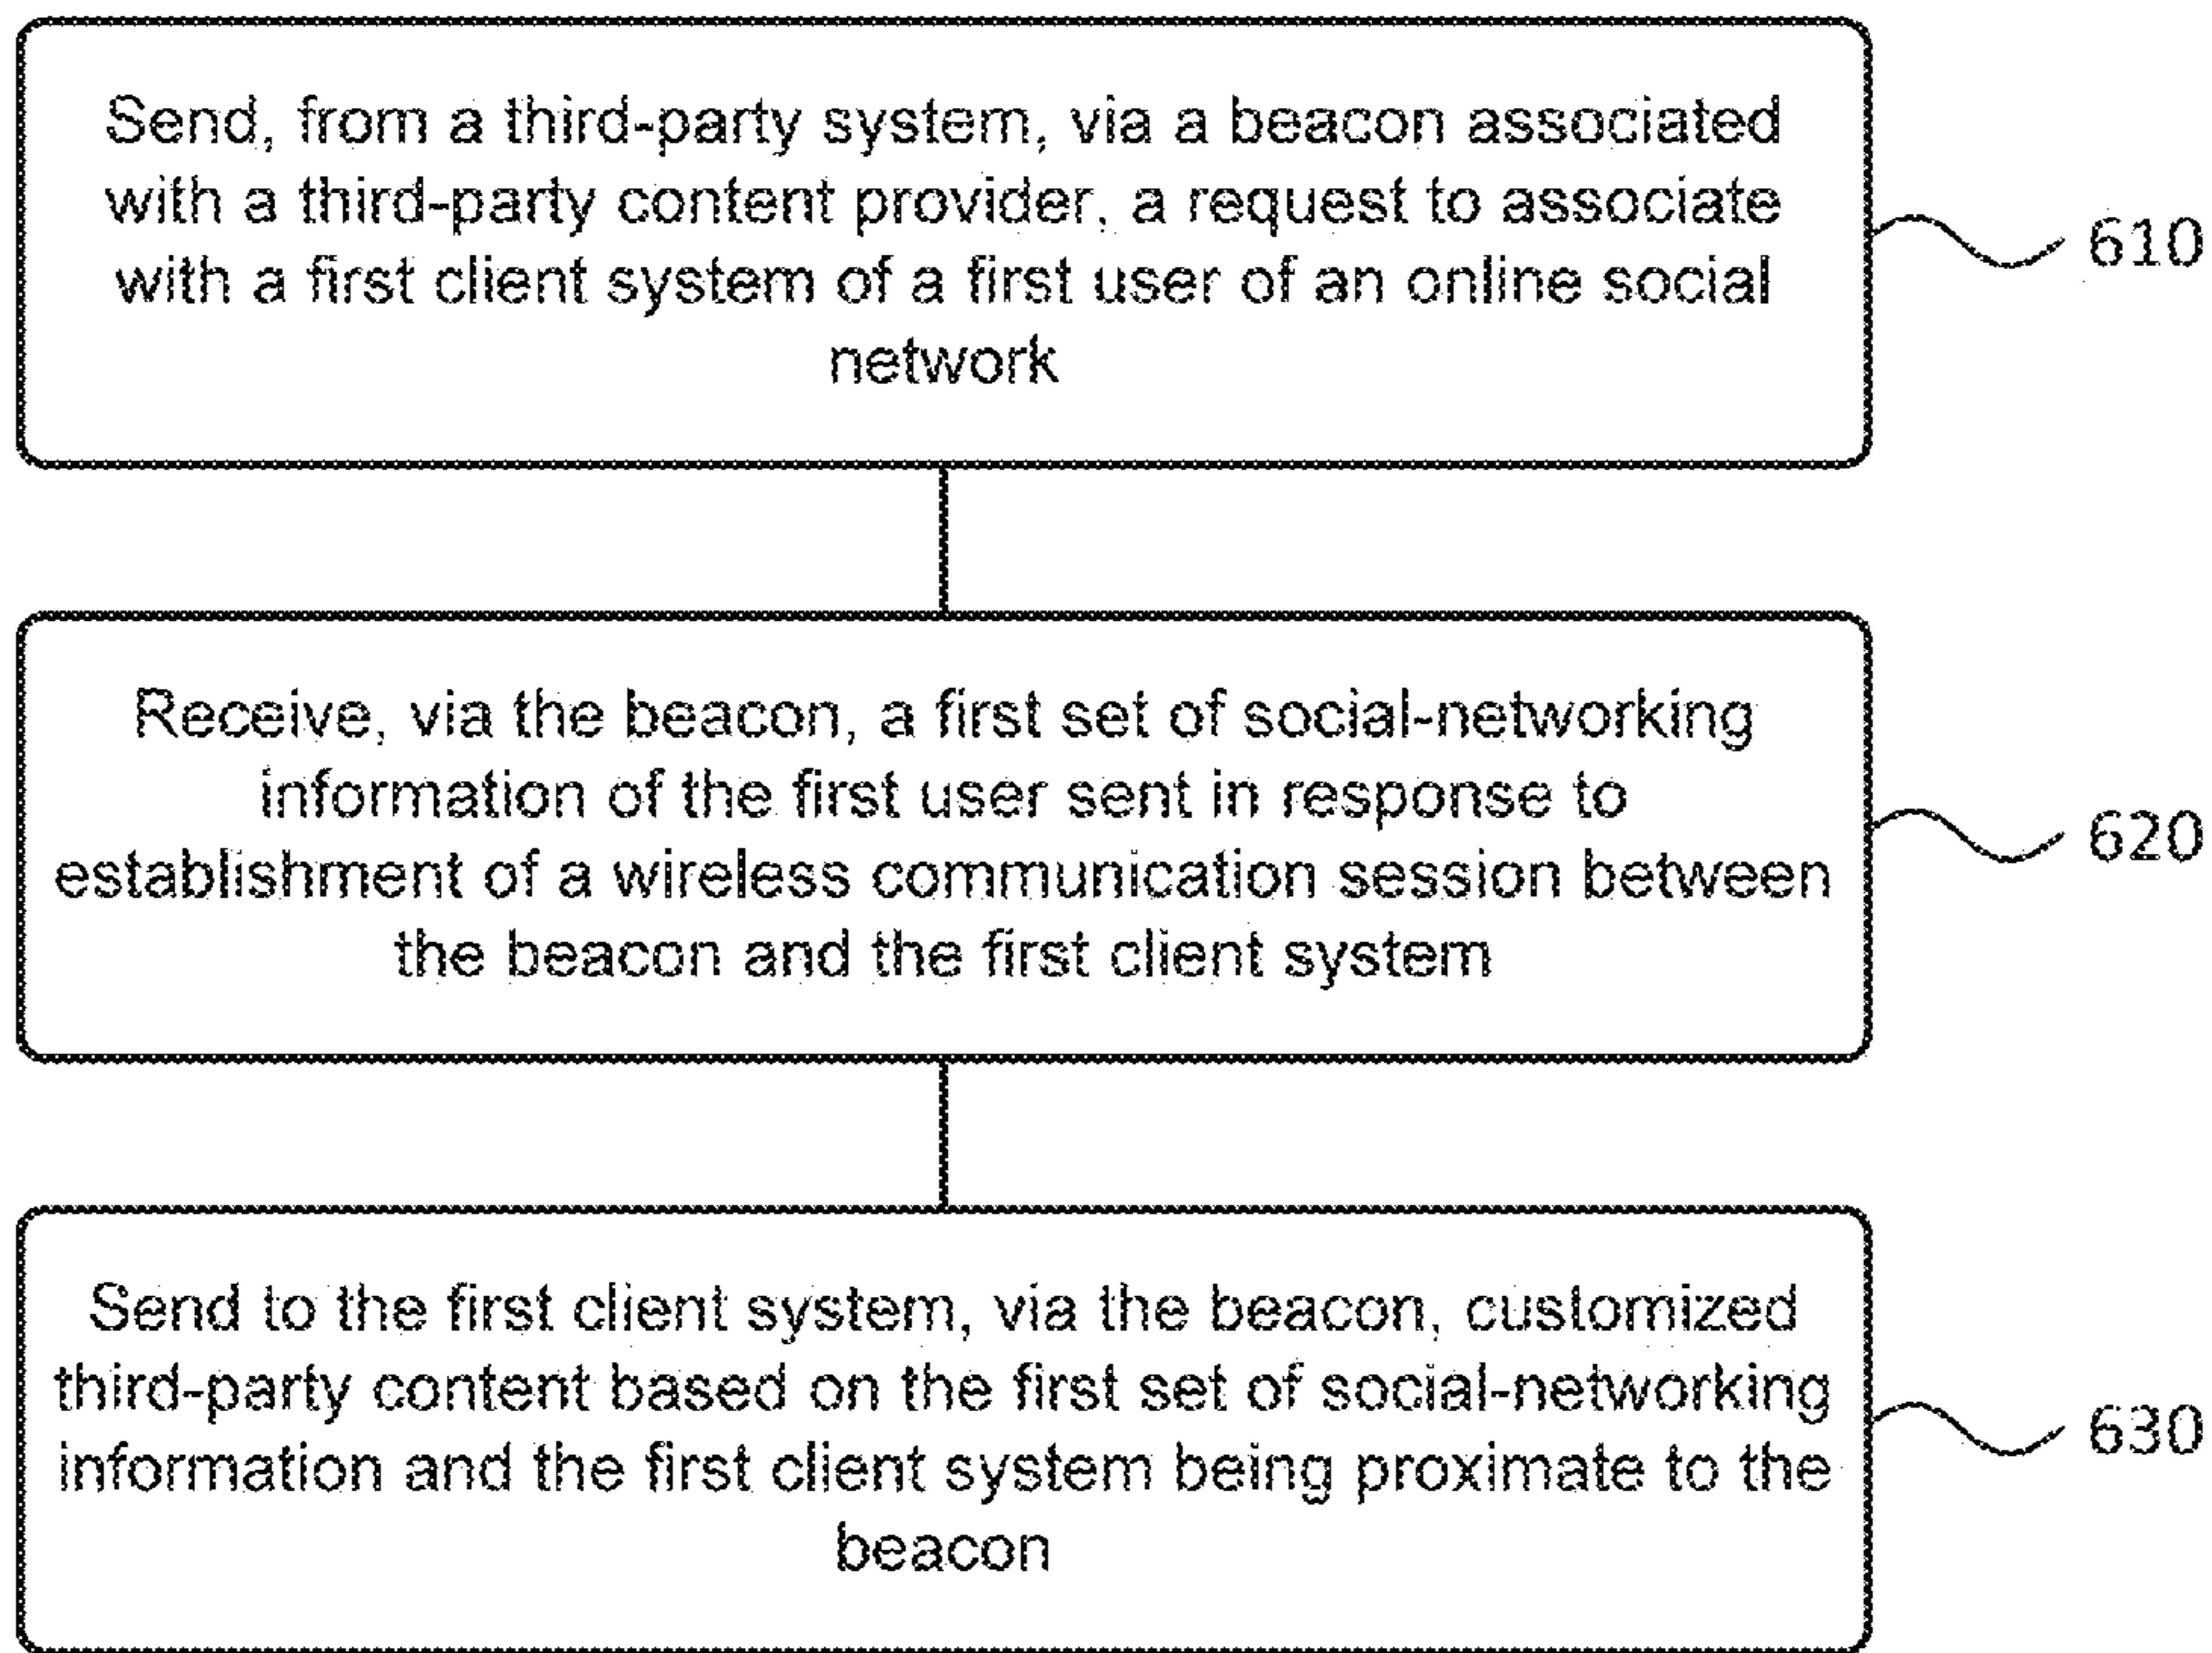 Send, from a third-party system, via a beacon associated
with a third-party content provider, a request to associate
with a first client system of a first user of an online social
network
610
Receive, via the beacon, a first set of social-networking
information of the first user sent in response to
establishment of a wireless communication session between
the beacon and the first client system
620
Send to the first client system, via the beacon, customized
third-party content based on the first set of social-networking
information and the first client system being proximate to the
beacon
630